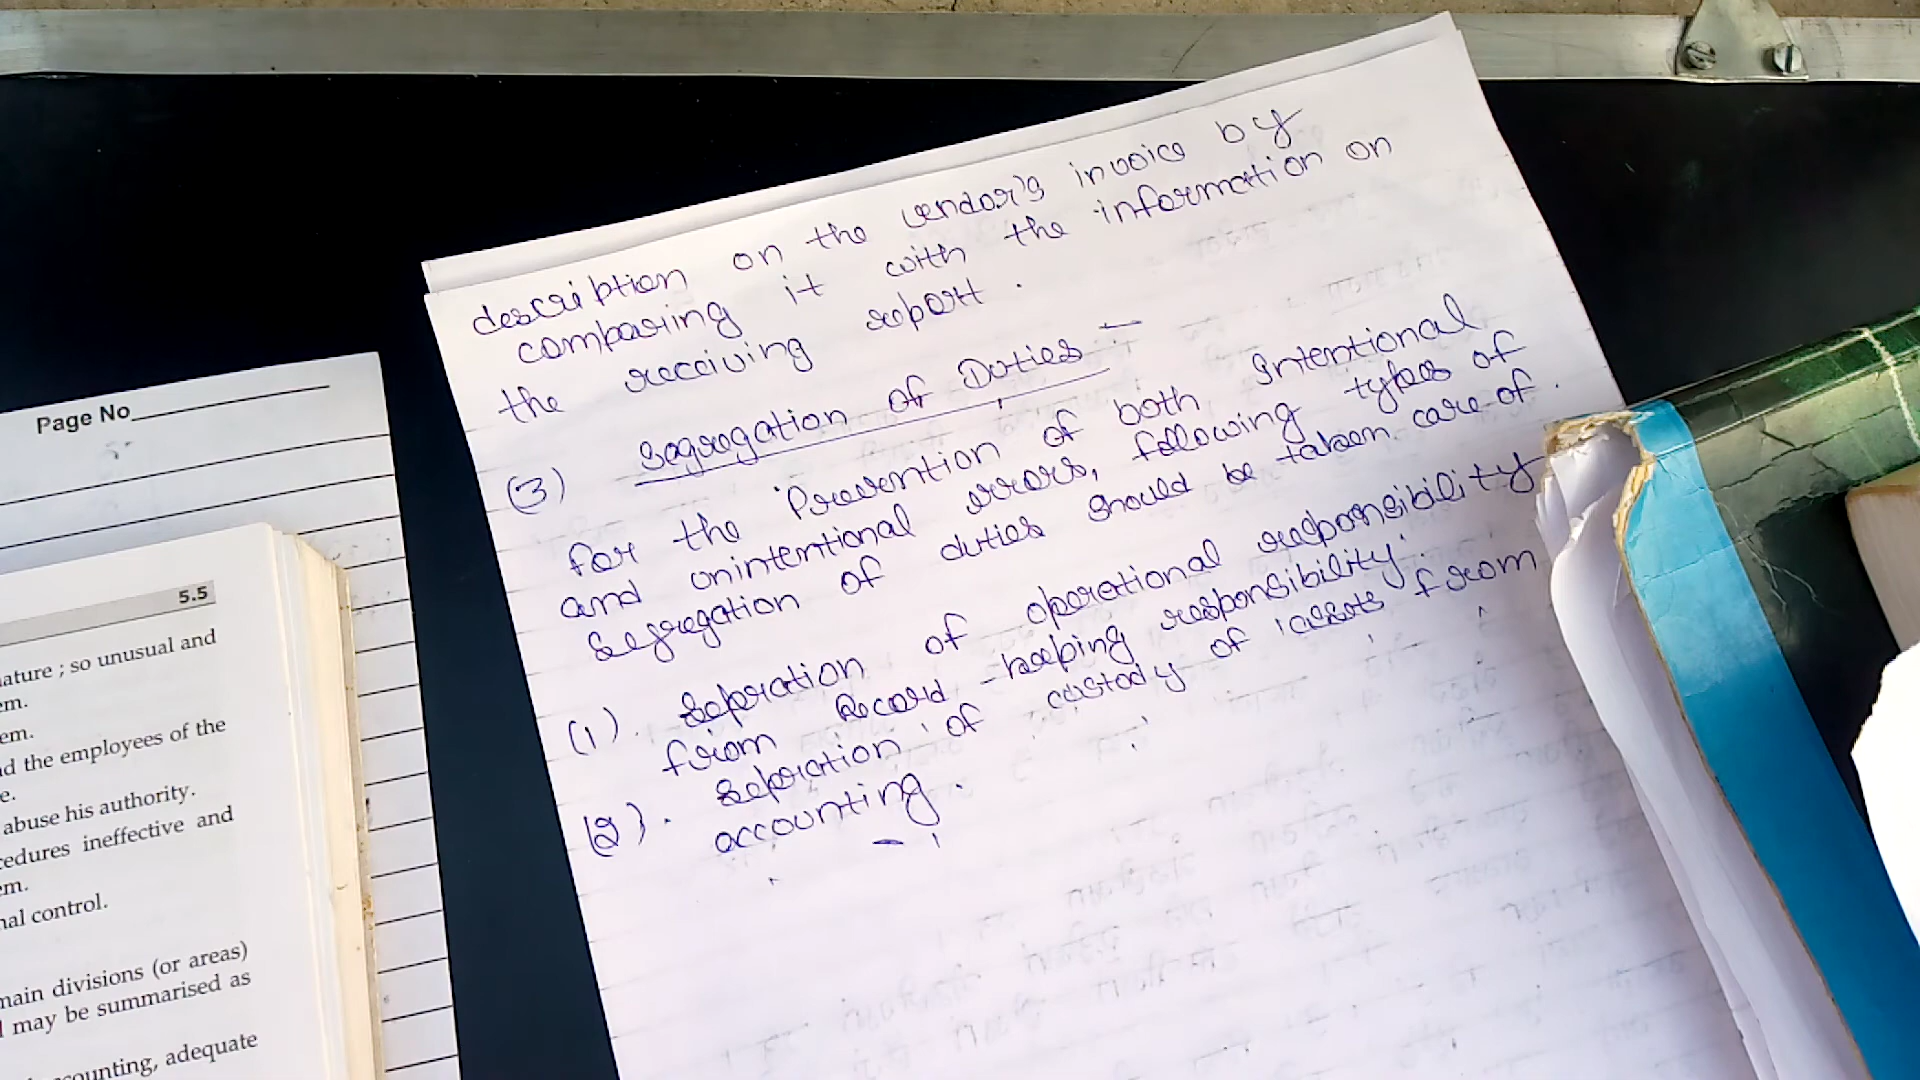 Page No
5.5
ature ; so unusual and
em.
em.
d the employees of the
e.
abuse his authority.
cedures ineffective and
em.
nal control.
main divisions (or areas)
may be summarised as
counting, adequate
description on the vendor's invoice by
comparing it with the information on
the receiving report.
(3) Segregation of Duties :-
for the Prevention of both Intentional
and unintentional errors, following types of
Segregation of duties should be taken care of.
(1). Sepration of operational responsibility
from Record-keeping responsibility.
(2). Sepration of custody of assets from
accounting.